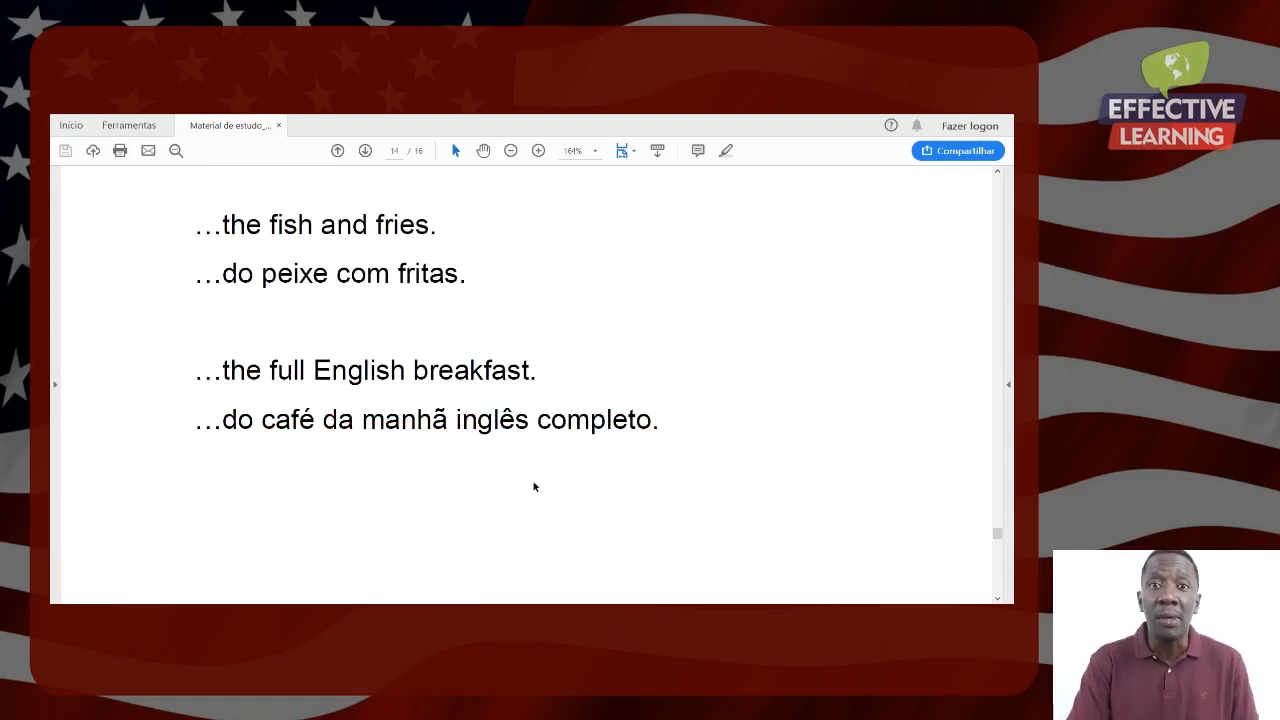 EFFECTIVE
LEARNING
Início Ferramentas Material de estudo_... × Fazer logon
14 / 16 164% Compartilhar
...the fish and fries.
...do peixe com fritas.
...the full English breakfast.
...do café da manhã inglês completo.